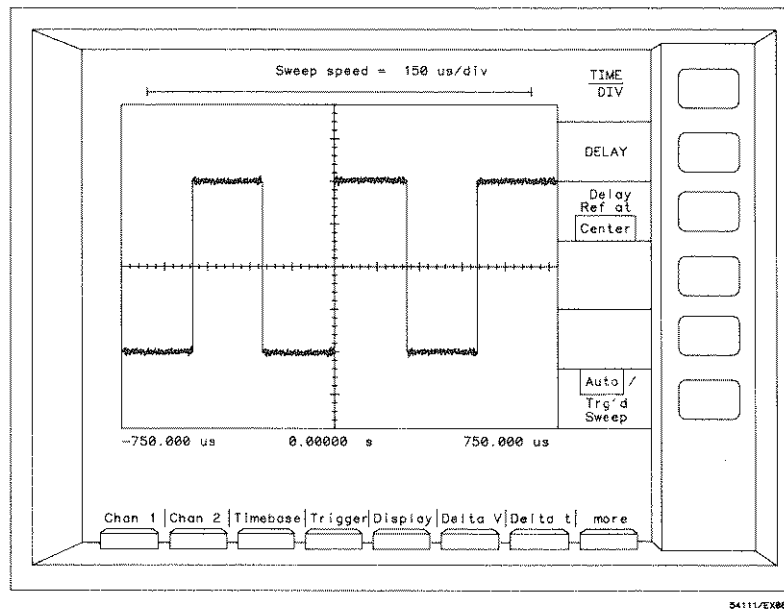 Sweep speed = 150 us/div
TIME
DIV
DELAY
Delay
Ref at
Center
Auto /
Trg'd
Sweep
-750.000 us 0.00000 s 750.000 us
Chan 1 Chan 2 Timebase Trigger Display Delta V Delta t more